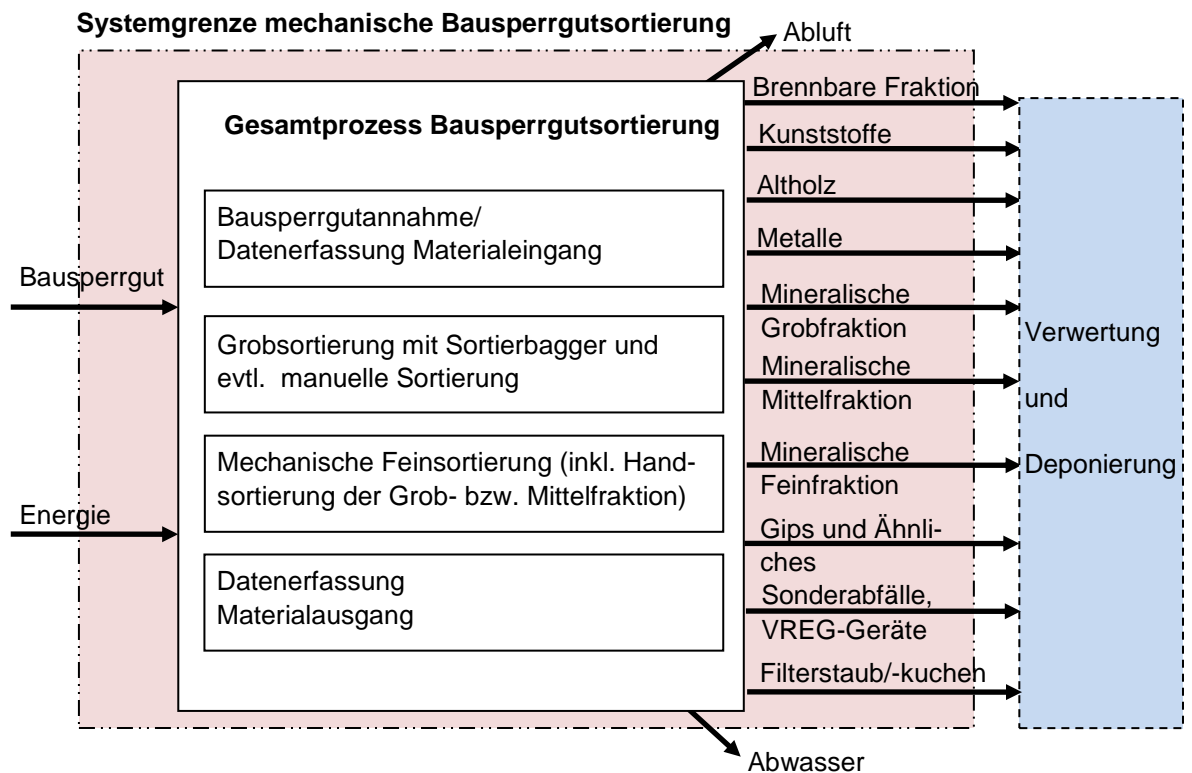 Systemgrenze mechanische Bausperrgutsortierung
Abluft
Gesamtprozess Bausperrgutsortierung
Bausperrgutannahme/
Datenerfassung Materialeingang
Grobsortierung mit Sortierbagger und
evtl. manuelle Sortierung
Mechanische Feinsortierung (inkl. Hand-
sortierung der Grob- bzw. Mittelfraktion)
Datenerfassung
Materialausgang
Bausperrgut
Energie
Brennbare Fraktion
Kunststoffe
Altholz
Metalle
Mineralische
Grobfraktion
Mineralische
Mittelfraktion
Mineralische
Feinfraktion
Gips und Ähnli-
ches
Sonderabfälle,
VREG-Geräte
Filterstaub/-kuchen
Verwertung
und
Deponierung
Abwasser